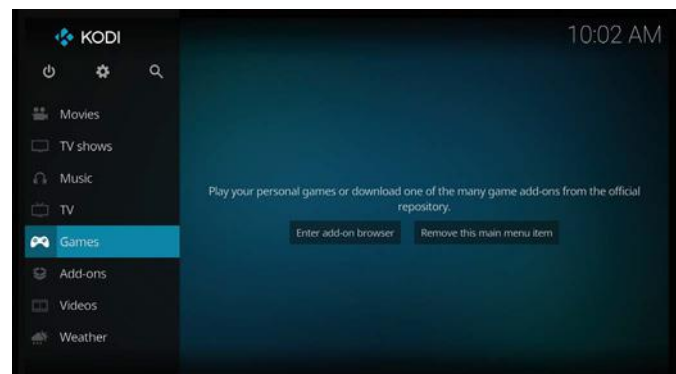 KODI
10:02 AM
Movies
TV shows
Music
TV
Games
Add-ons
Videos
Weather
Play your personal games or download one of the many game add-ons from the official
repository.
Enter add-on browser
Remove this main menu item